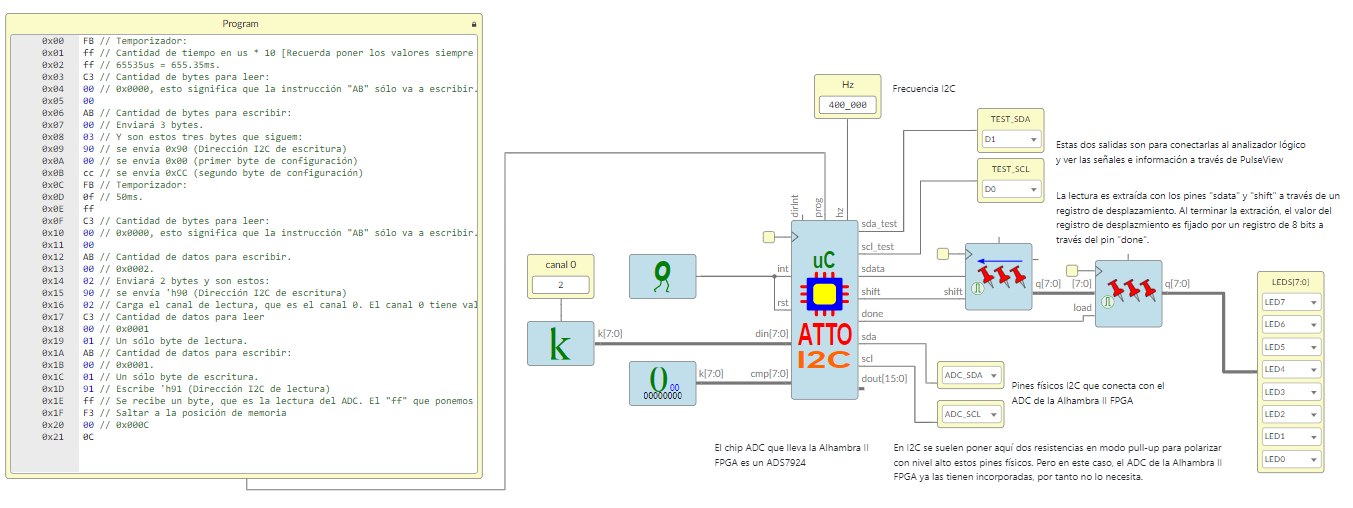 Program
0x00 FB // Temporizador:
0x01 ff // Cantidad de tiempo en us * 10 [Recuerda poner los valores siempre
0x02 ff // 65535us = 655.35ms.
0x03 C3 // Cantidad de bytes para leer:
0x04 00 // 0x0000, esto significa que la instrucción "AB" sólo va a escribir.
0x05 00
0x06 AB // Cantidad de bytes para escribir:
0x07 00 // Enviará 3 bytes.
0x08 03 // Y son estos tres bytes que siguem:
0x09 90 // se envía 0x90 (Dirección I2C de escritura)
0x0A 00 // se envía 0x00 (primer byte de configuración)
0x0B cc // se envía 0xCC (segundo byte de configuración)
0x0C FB // Temporizador:
0x0D 0f // 50ms.
0x0E ff
0x0F C3 // Cantidad de bytes para leer:
0x10 00 // 0x0000, esto significa que la instrucción "AB" sólo va a escribir.
0x11 00
0x12 AB // Cantidad de datos para escribir.
0x13 00 // 0x0002.
0x14 02 // Enviará 2 bytes y son estos:
0x15 90 // se envía 'h90 (Dirección I2C de escritura)
0x16 02 // Carga el canal de lectura, que es el canal 0. El canal 0 tiene val
0x17 C3 // Cantidad de datos para leer
0x18 00 // 0x0001
0x19 01 // Un sólo byte de lectura.
0x1A AB // Cantidad de datos para escribir:
0x1B 00 // 0x0001.
0x1C 01 // Un sólo byte de escritura.
0x1D 91 // Escribe 'h91 (Dirección I2C de lectura)
0x1E ff // Se recibe un byte, que es la lectura del ADC. El "ff" que ponemos
0x1F F3 // Saltar a la posición de memoria
0x20 00 // 0x000C
0x21 0C
Hz
400_000
Frecuencia I2C
TEST_SDA
D1
TEST_SCL
D0
Estas dos salidas son para conectarlas al analizador lógico
y ver las señales e información a través de PulseView
La lectura es extraída con los pines "sdata" y "shift" a través de un
registro de desplazamiento. Al terminar la extración, el valor del
registro de desplazmiento es fijado por un registro de 8 bits a
través del pin "done".
canal 0
2
k
k[7:0]
0
00
00000000
k[7:0]
dirInt
prog
hz
int
rst
din[7:0]
cmp[7:0]
uC
ATTO
I2C
sda_test
scl_test
sdata
shift
done
sda
scl
dout[15:0]
shift
q[7:0]
[7:0]
load
q[7:0]
LEDS[7:0]
LED7
LED6
LED5
LED4
LED3
LED2
LED1
LED0
ADC_SDA
ADC_SCL
Pines físicos I2C que conecta con el
ADC de la Alhambra II FPGA
El chip ADC que lleva la Alhambra II
FPGA es un ADS7924
En I2C se suelen poner aquí dos resistencias en modo pull-up para polarizar
con nivel alto estos pines físicos. Pero en este caso, el ADC de la Alhambra II
FPGA ya las tienen incorporadas, por tanto no lo necesita.